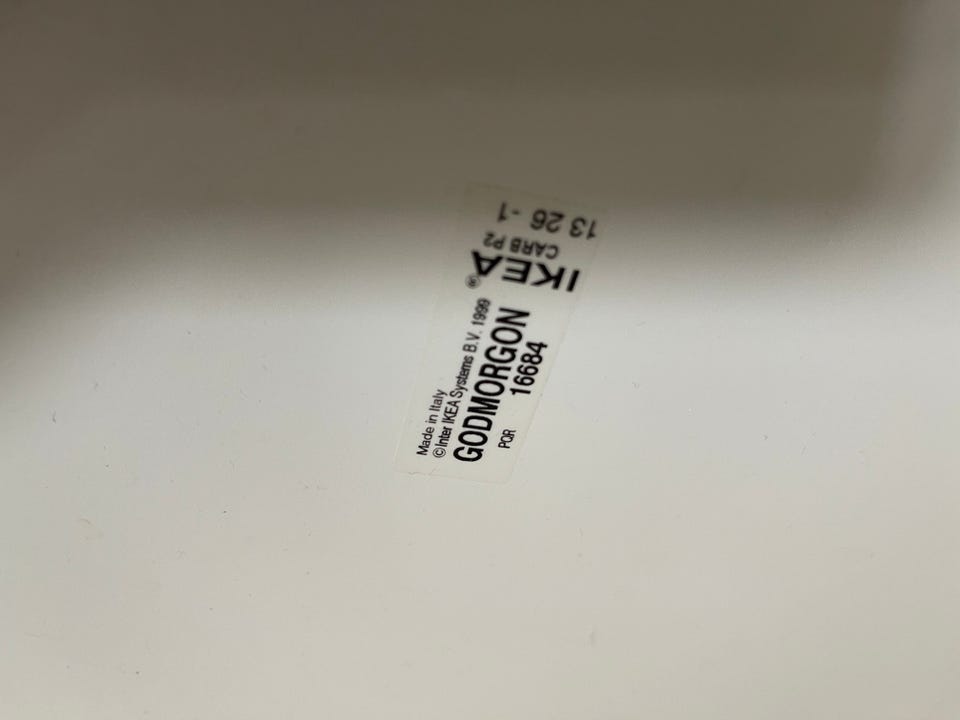 Made in Italy
©Inter IKEA Systems B.V. 1999
GODMORGON
PQR 16684
IKEA®
CARB P2
13 26 -1